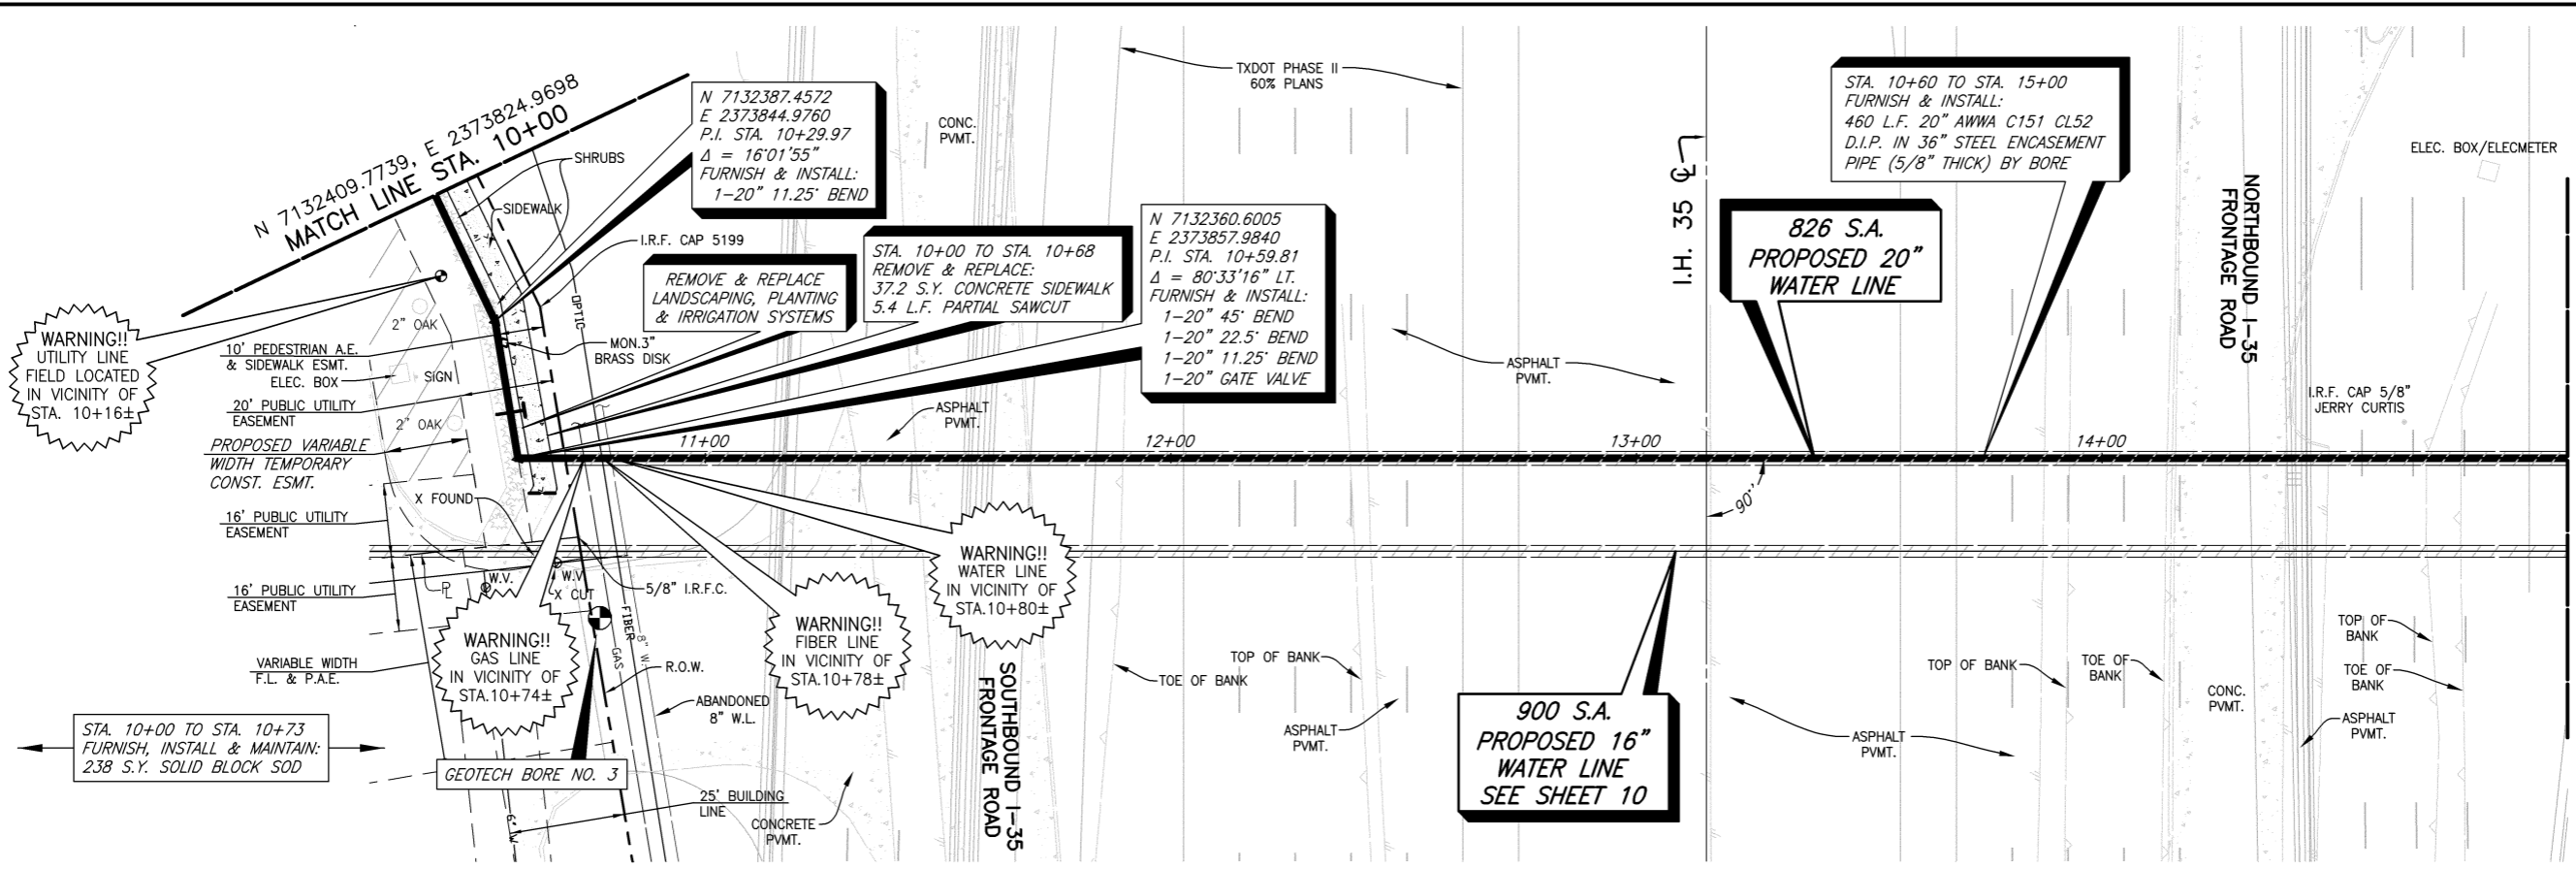 N 7132409.7739, E 2373824.9698
MATCH LINE STA. 10+00
SHRUBS
SIDEWALK
I.R.F. CAP 5199
OPTIC
N 7132387.4572
E 2373844.9760
P.I. STA. 10+29.97
Δ = 16°01'55"
FURNISH & INSTALL:
1-20" 11.25° BEND
CONC.
PVMT.
TXDOT PHASE II
60% PLANS
REMOVE & REPLACE
LANDSCAPING, PLANTING
& IRRIGATION SYSTEMS
STA. 10+00 TO STA. 10+68
REMOVE & REPLACE:
37.2 S.Y. CONCRETE SIDEWALK
5.4 L.F. PARTIAL SAWCUT
N 7132360.6005
E 2373857.9840
P.I. STA. 10+59.81
Δ = 80°33'16" LT.
FURNISH & INSTALL:
1-20" 45° BEND
1-20" 22.5° BEND
1-20" 11.25° BEND
1-20" GATE VALVE
I.H. 35 ℄
826 S.A.
PROPOSED 20"
WATER LINE
STA. 10+60 TO STA. 15+00
FURNISH & INSTALL:
460 L.F. 20" AWWA C151 CL52
D.I.P. IN 36" STEEL ENCASEMENT
PIPE (5/8" THICK) BY BORE
NORTHBOUND I-35
FRONTAGE ROAD
ELEC. BOX/ELECMETER
I.R.F. CAP 5/8"
JERRY CURTIS
WARNING!!
UTILITY LINE
FIELD LOCATED
IN VICINITY OF
STA. 10+16±
2" OAK
10' PEDESTRIAN A.E.
& SIDEWALK ESMT.
ELEC. BOX
SIGN
MON.3"
BRASS DISK
20' PUBLIC UTILITY
EASEMENT
2" OAK
PROPOSED VARIABLE
WIDTH TEMPORARY
CONST. ESMT.
ASPHALT
PVMT.
ASPHALT
PVMT.
11+00
12+00
13+00
14+00
X FOUND
16' PUBLIC UTILITY
EASEMENT
90°
16' PUBLIC UTILITY
EASEMENT
℄
W.V.
W.V.
X CUT
5/8" I.R.F.C.
FIBER
8" W.
GAS
WARNING!!
GAS LINE
IN VICINITY OF
STA.10+74±
WARNING!!
FIBER LINE
IN VICINITY OF
STA.10+78±
WARNING!!
WATER LINE
IN VICINITY OF
STA.10+80±
VARIABLE WIDTH
F.L. & P.A.E.
R.O.W.
ABANDONED
8" W.L.
SOUTHBOUND I-35
FRONTAGE ROAD
TOE OF BANK
TOP OF BANK
ASPHALT
PVMT.
900 S.A.
PROPOSED 16"
WATER LINE
SEE SHEET 10
ASPHALT
PVMT.
TOP OF BANK
TOE OF
BANK
CONC.
PVMT.
TOP OF
BANK
TOE OF
BANK
ASPHALT
PVMT.
STA. 10+00 TO STA. 10+73
FURNISH, INSTALL & MAINTAIN:
238 S.Y. SOLID BLOCK SOD
GEOTECH BORE NO. 3
25' BUILDING
LINE
CONCRETE
PVMT.